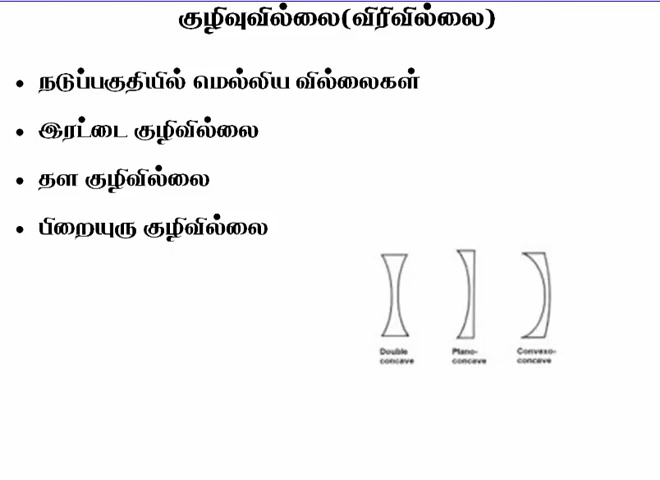 குழிவுவில்லை(விரிவில்லை)
• நடுப்பகுதியில் மெல்லிய வில்லைகள்
• இரட்டை குழிவில்லை
• தள குழிவில்லை
• பிறையுரு குழிவில்லை
Double concave
Plano-concave
Convexo-concave